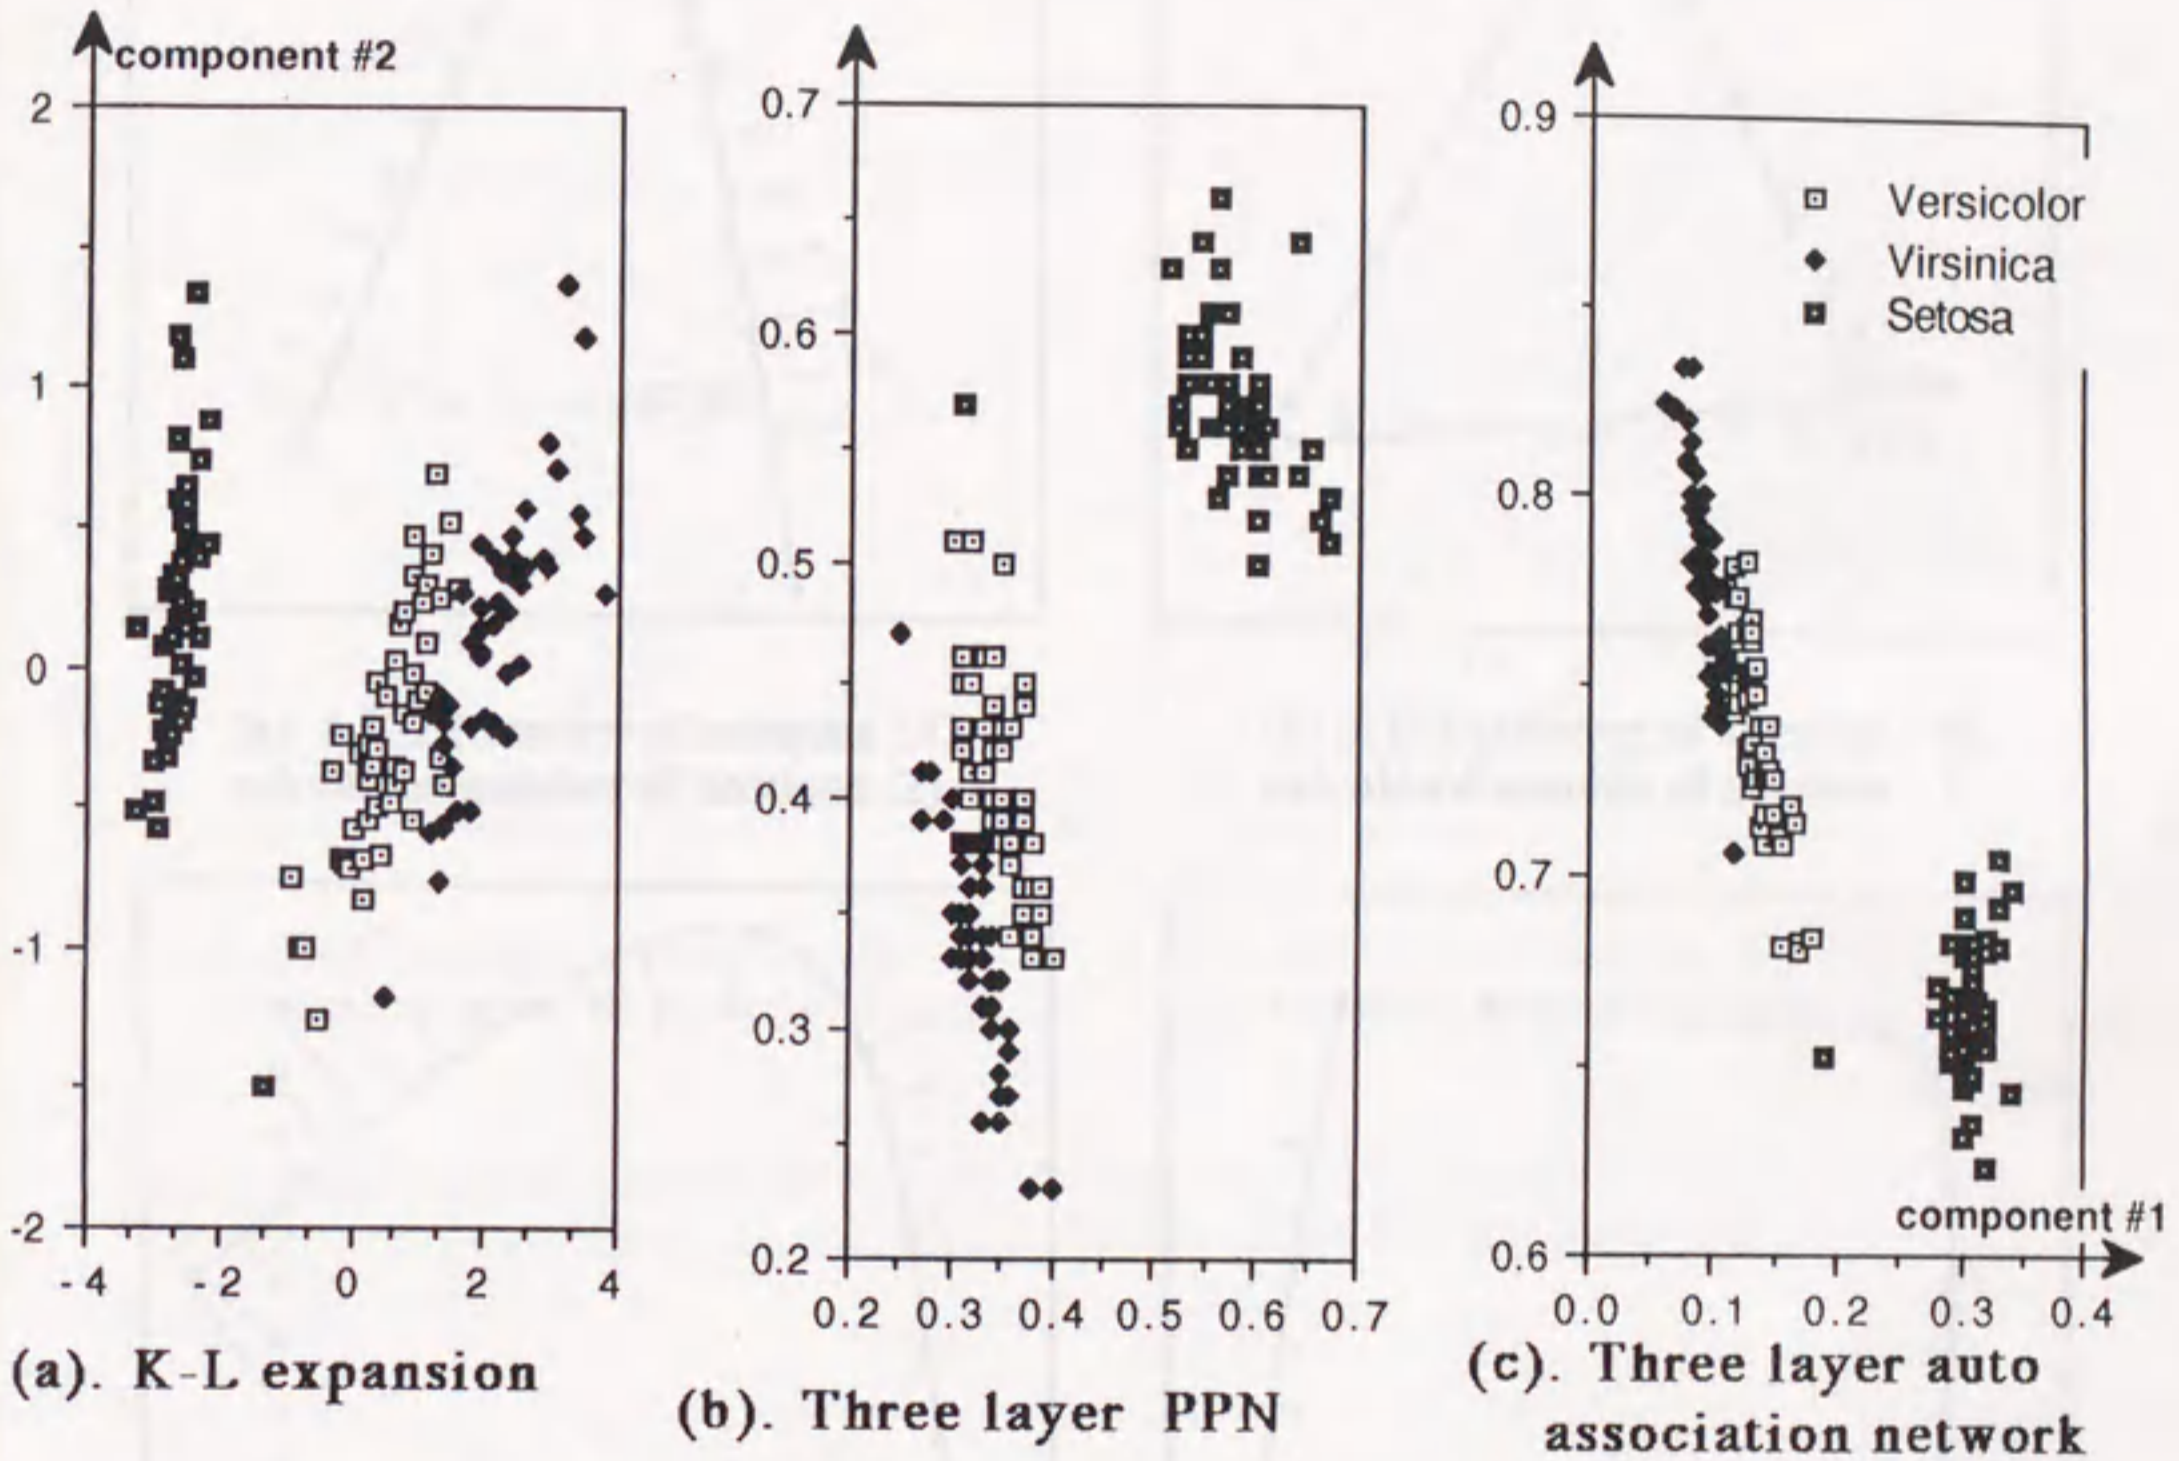 component #2
2
1
0
-1
-2
-4 -2 0 2 4
(a). K-L expansion
0.7
0.6
0.5
0.4
0.3
0.2
0.2 0.3 0.4 0.5 0.6 0.7
(b). Three layer PPN
0.9
0.8
0.7
0.6
Versicolor
Virsinica
Setosa
component #1
0.0 0.1 0.2 0.3 0.4
(c). Three layer auto
association network